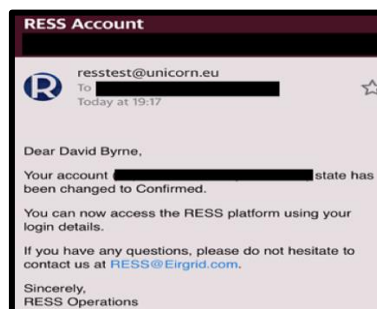 RESS Account
R
resstest@unicorn.eu
To
Today at 19:17
Dear David Byrne,
Your account ( state has
been changed to Confirmed.
You can now access the RESS platform using your
login details.
If you have any questions, please do not hesitate to
contact us at RESS@Eirgrid.com.
Sincerely,
RESS Operations